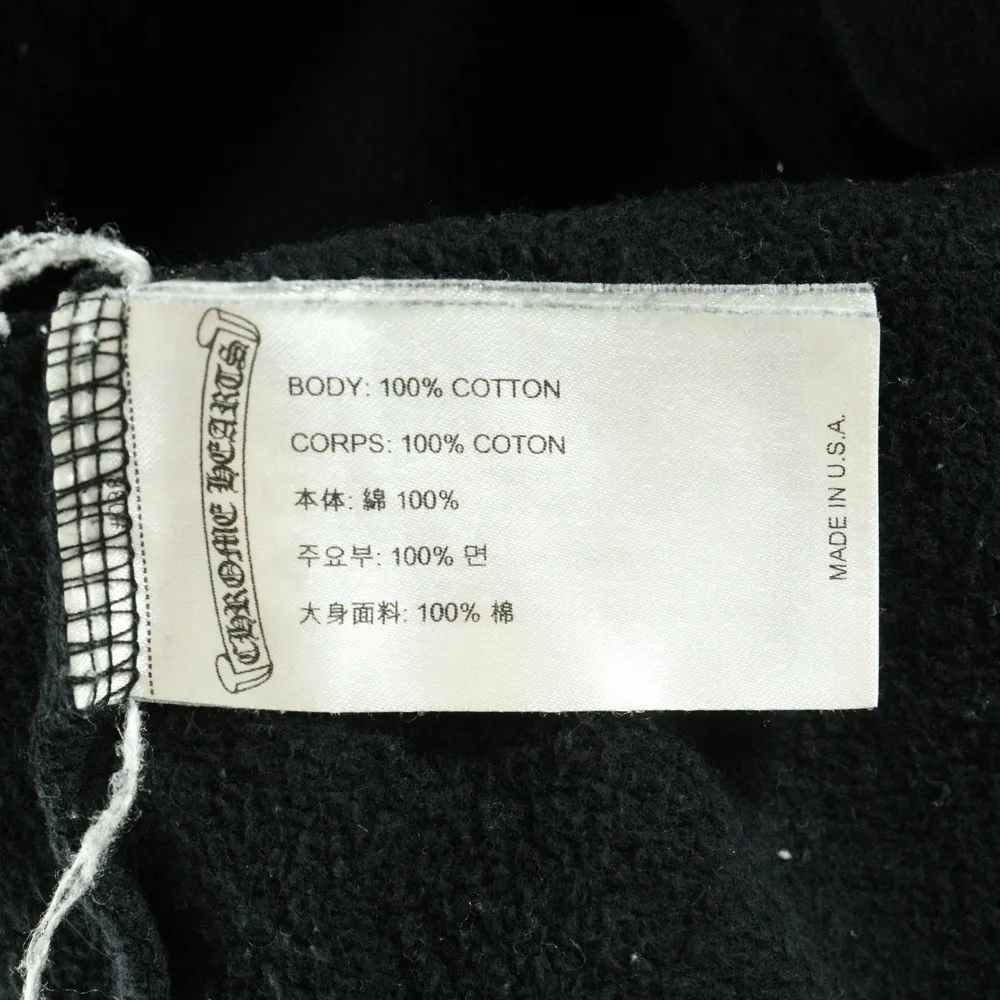 CHROME HEARTS
BODY: 100% COTTON
CORPS: 100% COTON
本体: 綿 100%
주요부: 100% 면
大身面料: 100% 棉
MADE IN U.S.A.